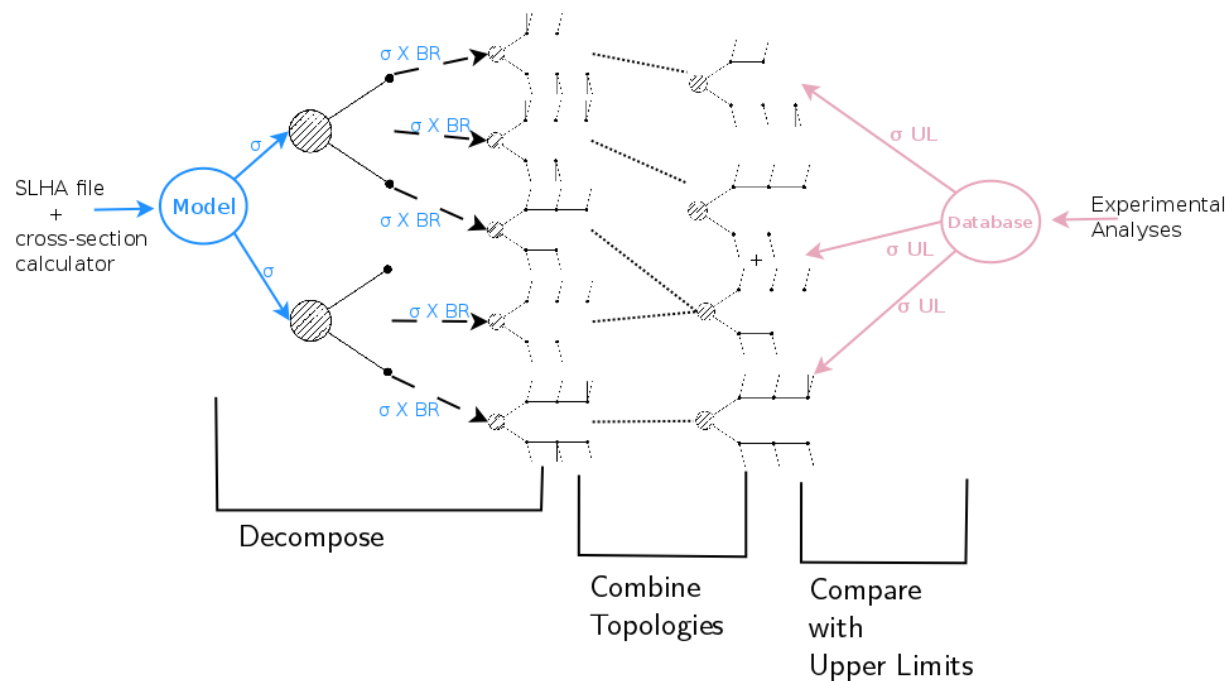 SLHA file
+
cross-section
calculator
Model
σ
σ
σ X BR
σ X BR
σ X BR
σ X BR
σ X BR
+
σ UL
σ UL
σ UL
Database
Experimental
Analyses
Decompose
Combine
Topologies
Compare
with
Upper Limits